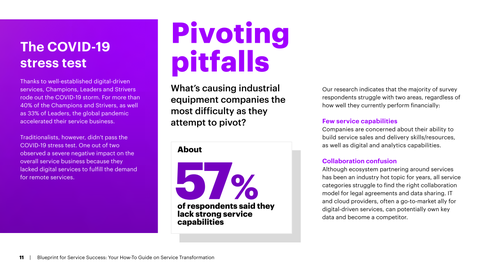 The COVID-19
stress test
Thanks to well-established digital-driven
services, Champions, Leaders and Strivers
rode out the COVID-19 storm. For more than
40% of the Champions and Strivers, as well
as 33% of Leaders, the global pandemic
accelerated their service business.
Traditionalists, however, didn't pass the
COVID-19 stress test. One out of two
observed a severe negative impact on the
overall service business because they
lacked digital services to fulfill the demand
for remote services.
Pivoting
pitfalls
What's causing industrial
equipment companies the
most difficulty as they
attempt to pivot?
About
57%
of respondents said they
lack strong service
capabilities
Our research indicates that the majority of survey
respondents struggle with two areas, regardless of
how well they currently perform financially:
Few service capabilities
Companies are concerned about their ability to
build service sales and delivery skills/resources,
as well as digital and analytics capabilities.
Collaboration confusion
Although ecosystem partnering around services
has been an industry hot topic for years, all service
categories struggle to find the right collaboration
model for legal agreements and data sharing. IT
and cloud providers, often a go-to-market ally for
digital-driven services, can potentially own key
data and become a competitor.
11 | Blueprint for Service Success: Your How-To Guide on Service Transformation